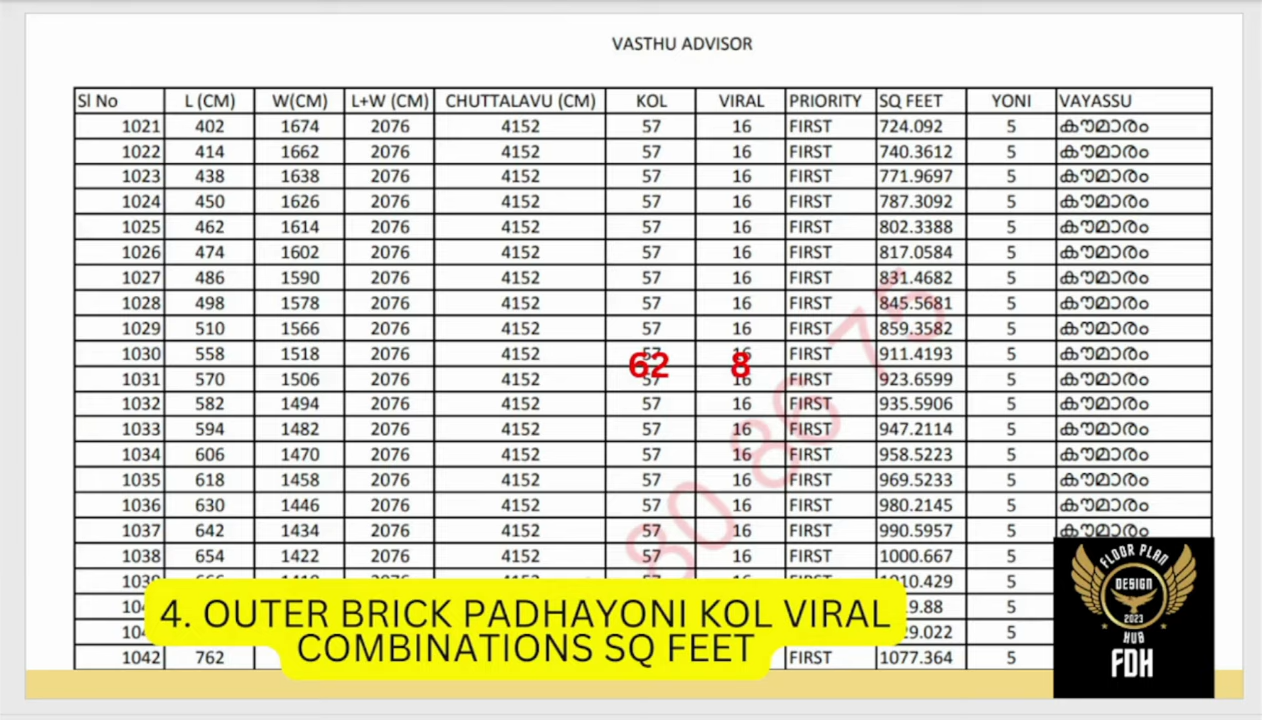 VASTHU ADVISOR
Sl No L (CM) W(CM) L+W (CM) CHUTTALAVU (CM) KOL VIRAL PRIORITY SQ FEET YONI VAYASSU
1021 402 1674 2076 4152 57 16 FIRST 724.092 5 കൗമാരം
1022 414 1662 2076 4152 57 16 FIRST 740.3612 5 കൗമാരം
1023 438 1638 2076 4152 57 16 FIRST 771.9697 5 കൗമാരം
1024 450 1626 2076 4152 57 16 FIRST 787.3092 5 കൗമാരം
1025 462 1614 2076 4152 57 16 FIRST 802.3388 5 കൗമാരം
1026 474 1602 2076 4152 57 16 FIRST 817.0584 5 കൗമാരം
1027 486 1590 2076 4152 57 16 FIRST 831.4682 5 കൗമാരം
1028 498 1578 2076 4152 57 16 FIRST 845.5681 5 കൗമാരം
1029 510 1566 2076 4152 57 16 FIRST 859.3582 5 കൗമാരം
1030 558 1518 2076 4152 57 16 FIRST 911.4193 5 കൗമാരം
62 8
1031 570 1506 2076 4152 57 16 FIRST 923.6599 5 കൗമാരം
1032 582 1494 2076 4152 57 16 FIRST 935.5906 5 കൗമാരം
1033 594 1482 2076 4152 57 16 FIRST 947.2114 5 കൗമാരം
1034 606 1470 2076 4152 57 16 FIRST 958.5223 5 കൗമാരം
1035 618 1458 2076 4152 57 16 FIRST 969.5233 5 കൗമാരം
1036 630 1446 2076 4152 57 16 FIRST 980.2145 5 കൗമാരം
1037 642 1434 2076 4152 57 16 FIRST 990.5957 5 കൗമാരം
1038 654 1422 2076 4152 57 16 FIRST 1000.667 5
FIRST 5
FIRST 5
FIRST 5
1042 762 FIRST 1077.364 5
80 86 75
4. OUTER BRICK PADHAYONI KOL VIRAL
COMBINATIONS SQ FEET
FLOOR PLAN
DESIGN
2023
HUB
FDH